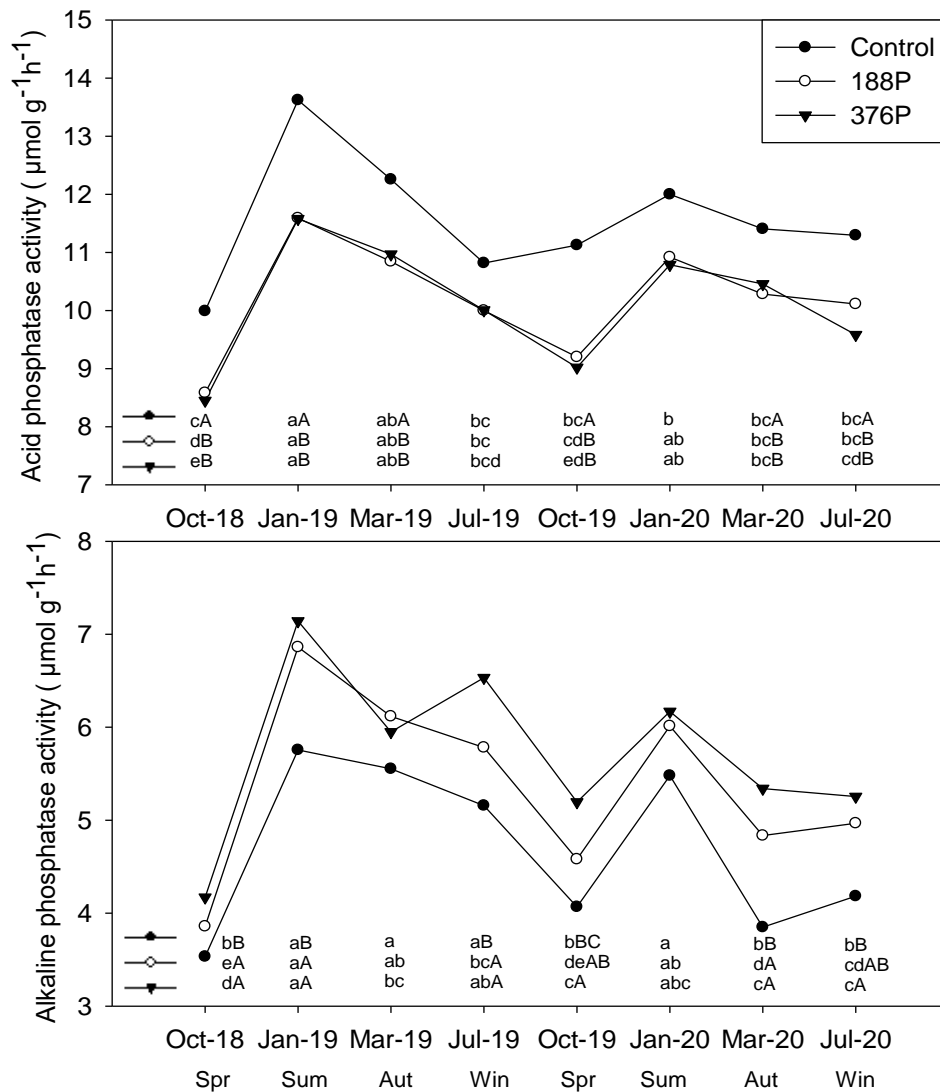 15
14
13
12
11
10
9
8
7
Acid phosphatase activity ( µmol g⁻¹h⁻¹)
Control
188P
376P
cA aA abA bc bcA b bcA bcA
dB aB abB bc cdB ab bcB bcB
eB aB abB bcd edB ab bcB cdB
Oct-18 Jan-19 Mar-19 Jul-19 Oct-19 Jan-20 Mar-20 Jul-20
8
7
6
5
4
3
Alkaline phosphatase activity ( µmol g⁻¹h⁻¹)
bB aB a aB bBC a bB bB
eA aA ab bcA deAB ab dA cdAB
dA aA bc abA cA abc cA cA
Oct-18 Jan-19 Mar-19 Jul-19 Oct-19 Jan-20 Mar-20 Jul-20
Spr Sum Aut Win Spr Sum Aut Win